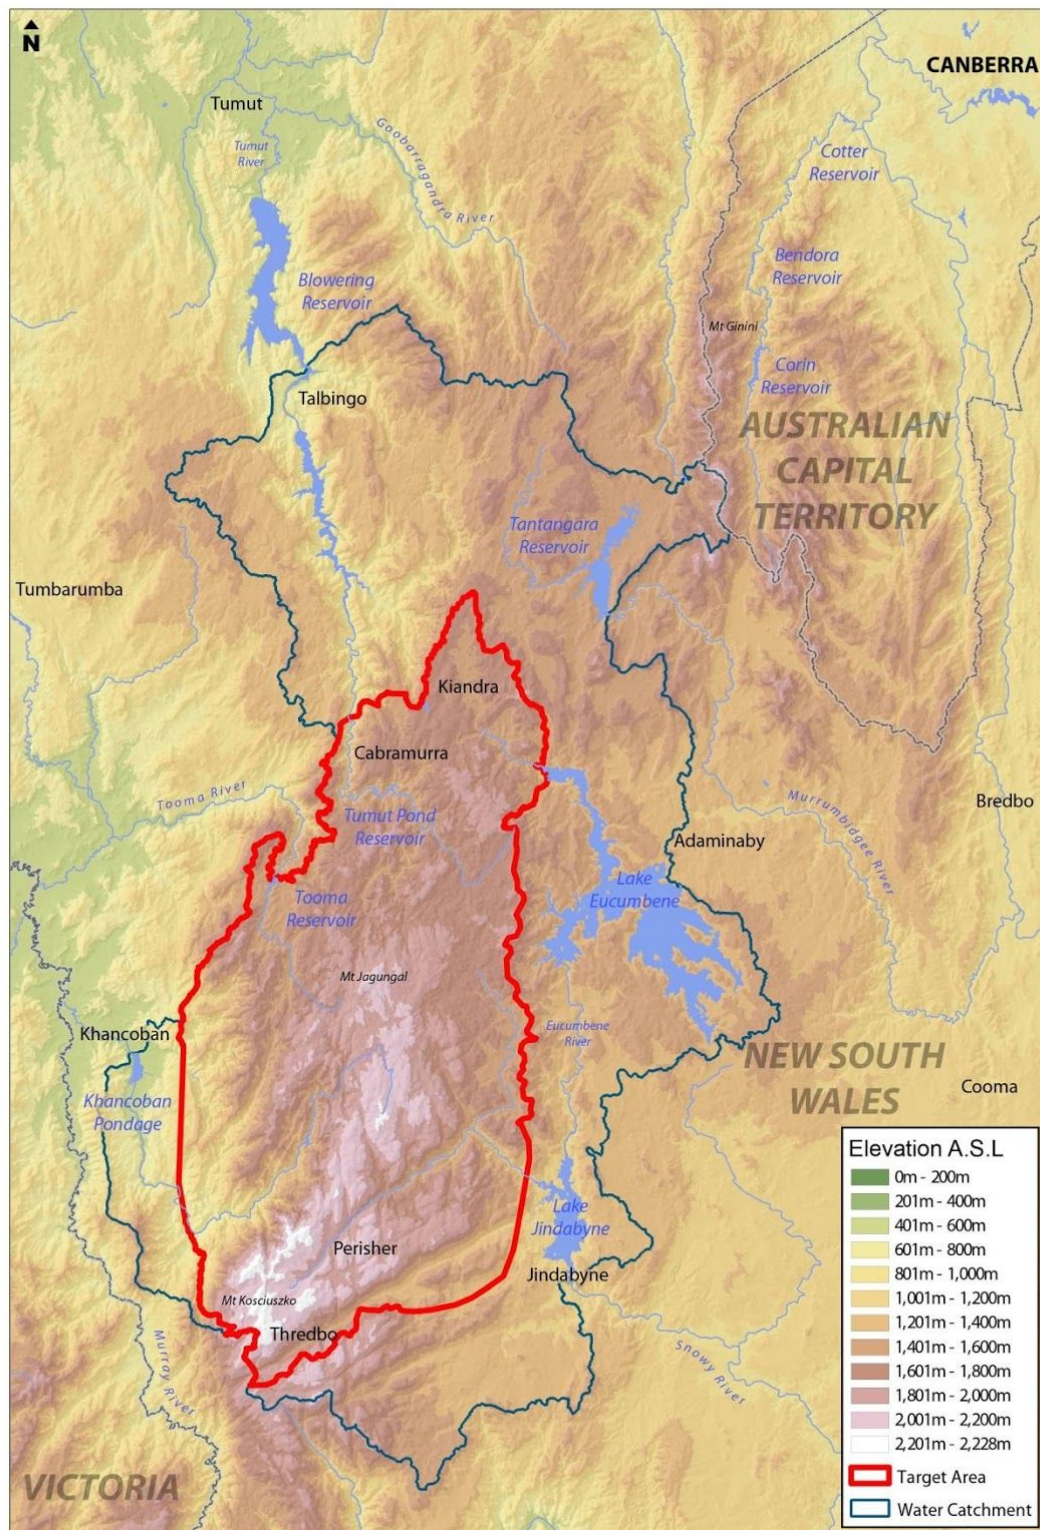 N
CANBERRA
Tumut
Tumut
River
Goobarragandra River
Cotter
Reservoir
Bendora
Reservoir
Blowering
Reservoir
Mt Ginini
Corin
Reservoir
Talbingo
AUSTRALIAN
CAPITAL
TERRITORY
Tantangara
Reservoir
Tumbarumba
Kiandra
Cabramurra
Tooma River
Tumut Pond
Reservoir
Murrumbidgee River
Bredbo
Adaminaby
Lake
Eucumbene
Tooma
Reservoir
Mt Jagungal
Khancoban
Eucumbene
River
NEW SOUTH
WALES
Cooma
Khancoban
Pondage
Lake
Jindabyne
Perisher
Jindabyne
Mt Kosciuszko
Thredbo
Murray River
Snowy River
VICTORIA
Elevation A.S.L
0m - 200m
201m - 400m
401m - 600m
601m - 800m
801m - 1,000m
1,001m - 1,200m
1,201m - 1,400m
1,401m - 1,600m
1,601m - 1,800m
1,801m - 2,000m
2,001m - 2,200m
2,201m - 2,228m
Target Area
Water Catchment